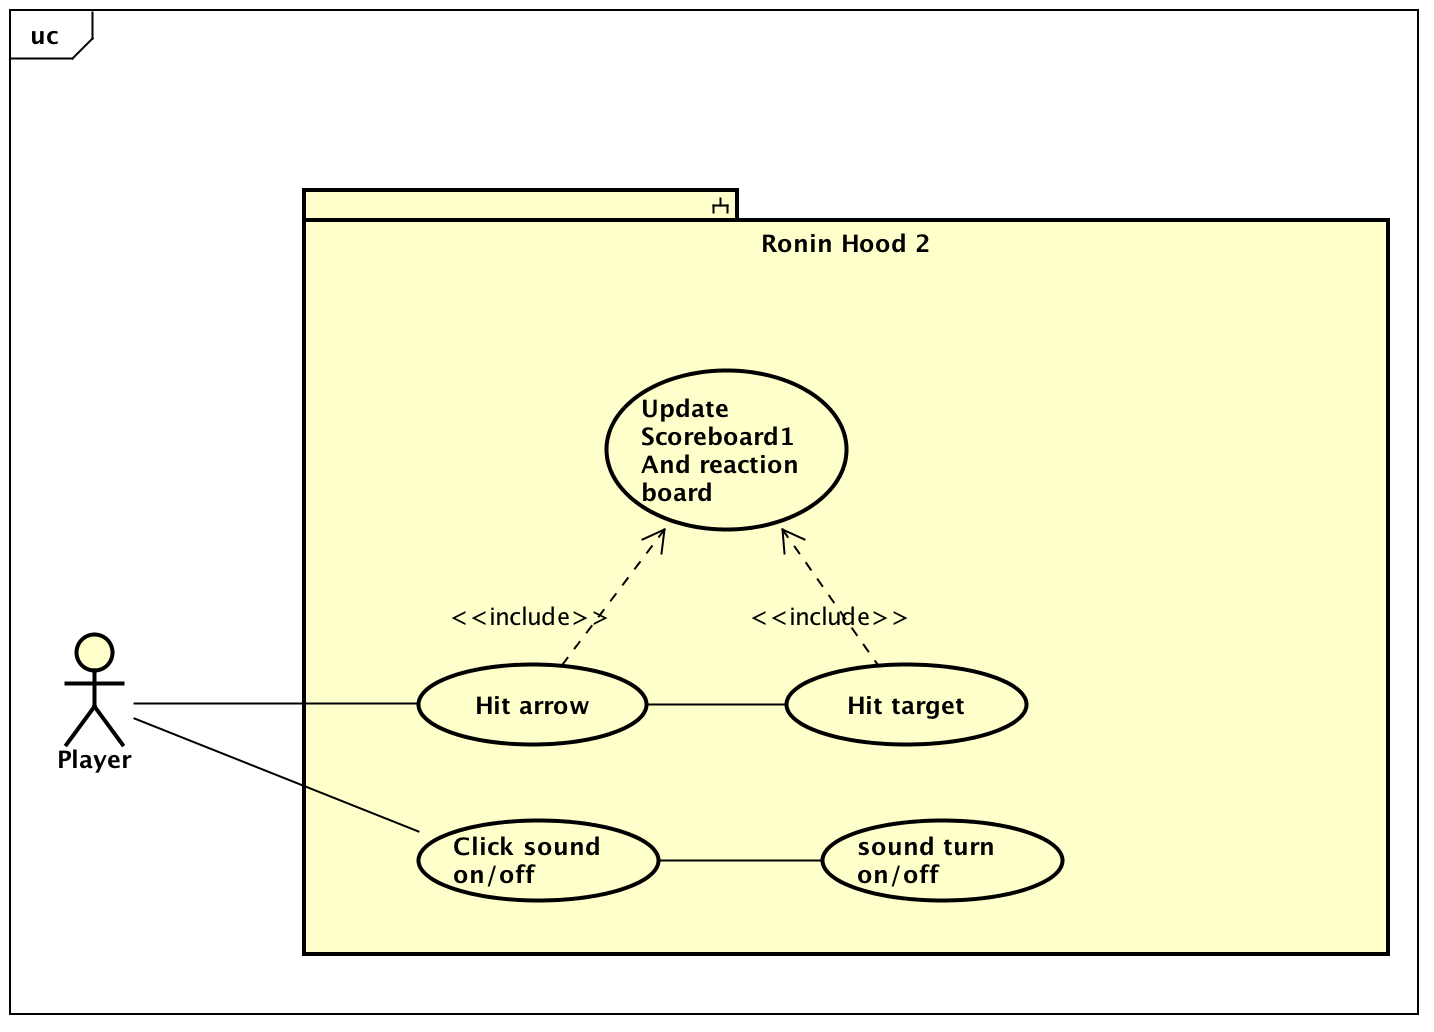 uc
Ronin Hood 2
Update
Scoreboard1
And reaction
board
<<include>>
<<include>>
Hit arrow
Hit target
Player
Click sound
on/off
sound turn
on/off